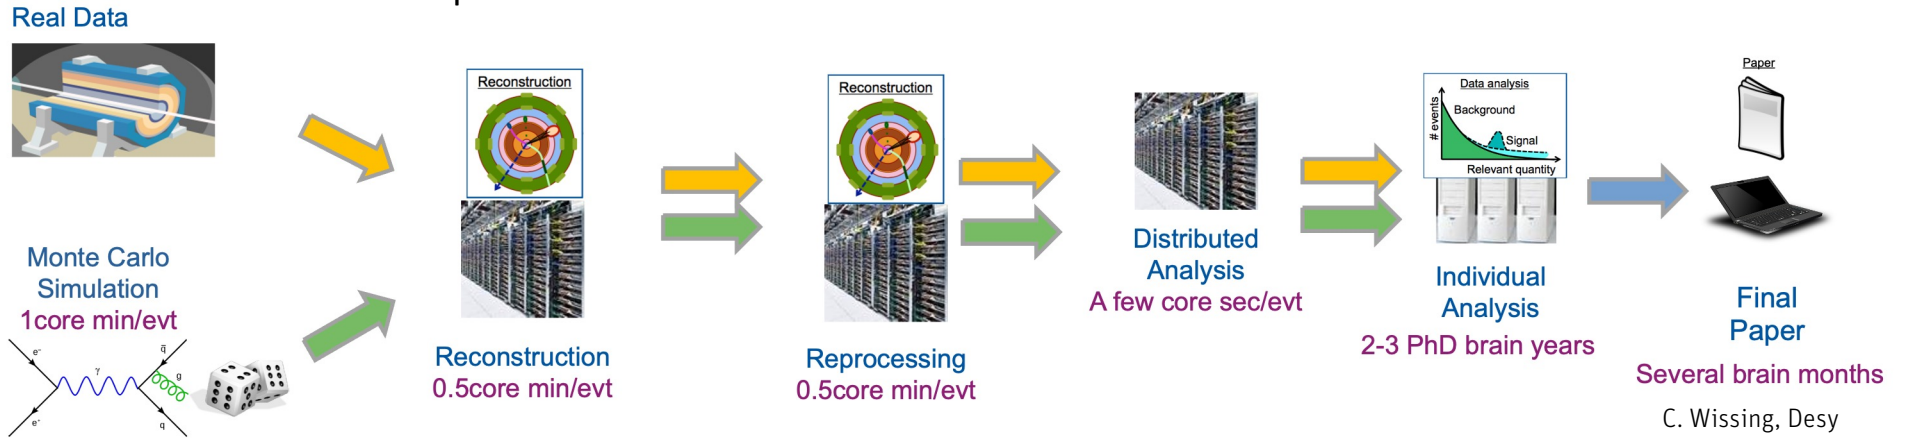 Real Data
Monte Carlo
Simulation
1core min/evt
e⁻
e⁺
γ
q̅
g
q
Reconstruction
Reconstruction
0.5core min/evt
Reconstruction
Reprocessing
0.5core min/evt
Distributed
Analysis
A few core sec/evt
Data analysis
# events
Background
Signal
Relevant quantity
Individual
Analysis
2-3 PhD brain years
Paper
Final
Paper
Several brain months
C. Wissing, Desy